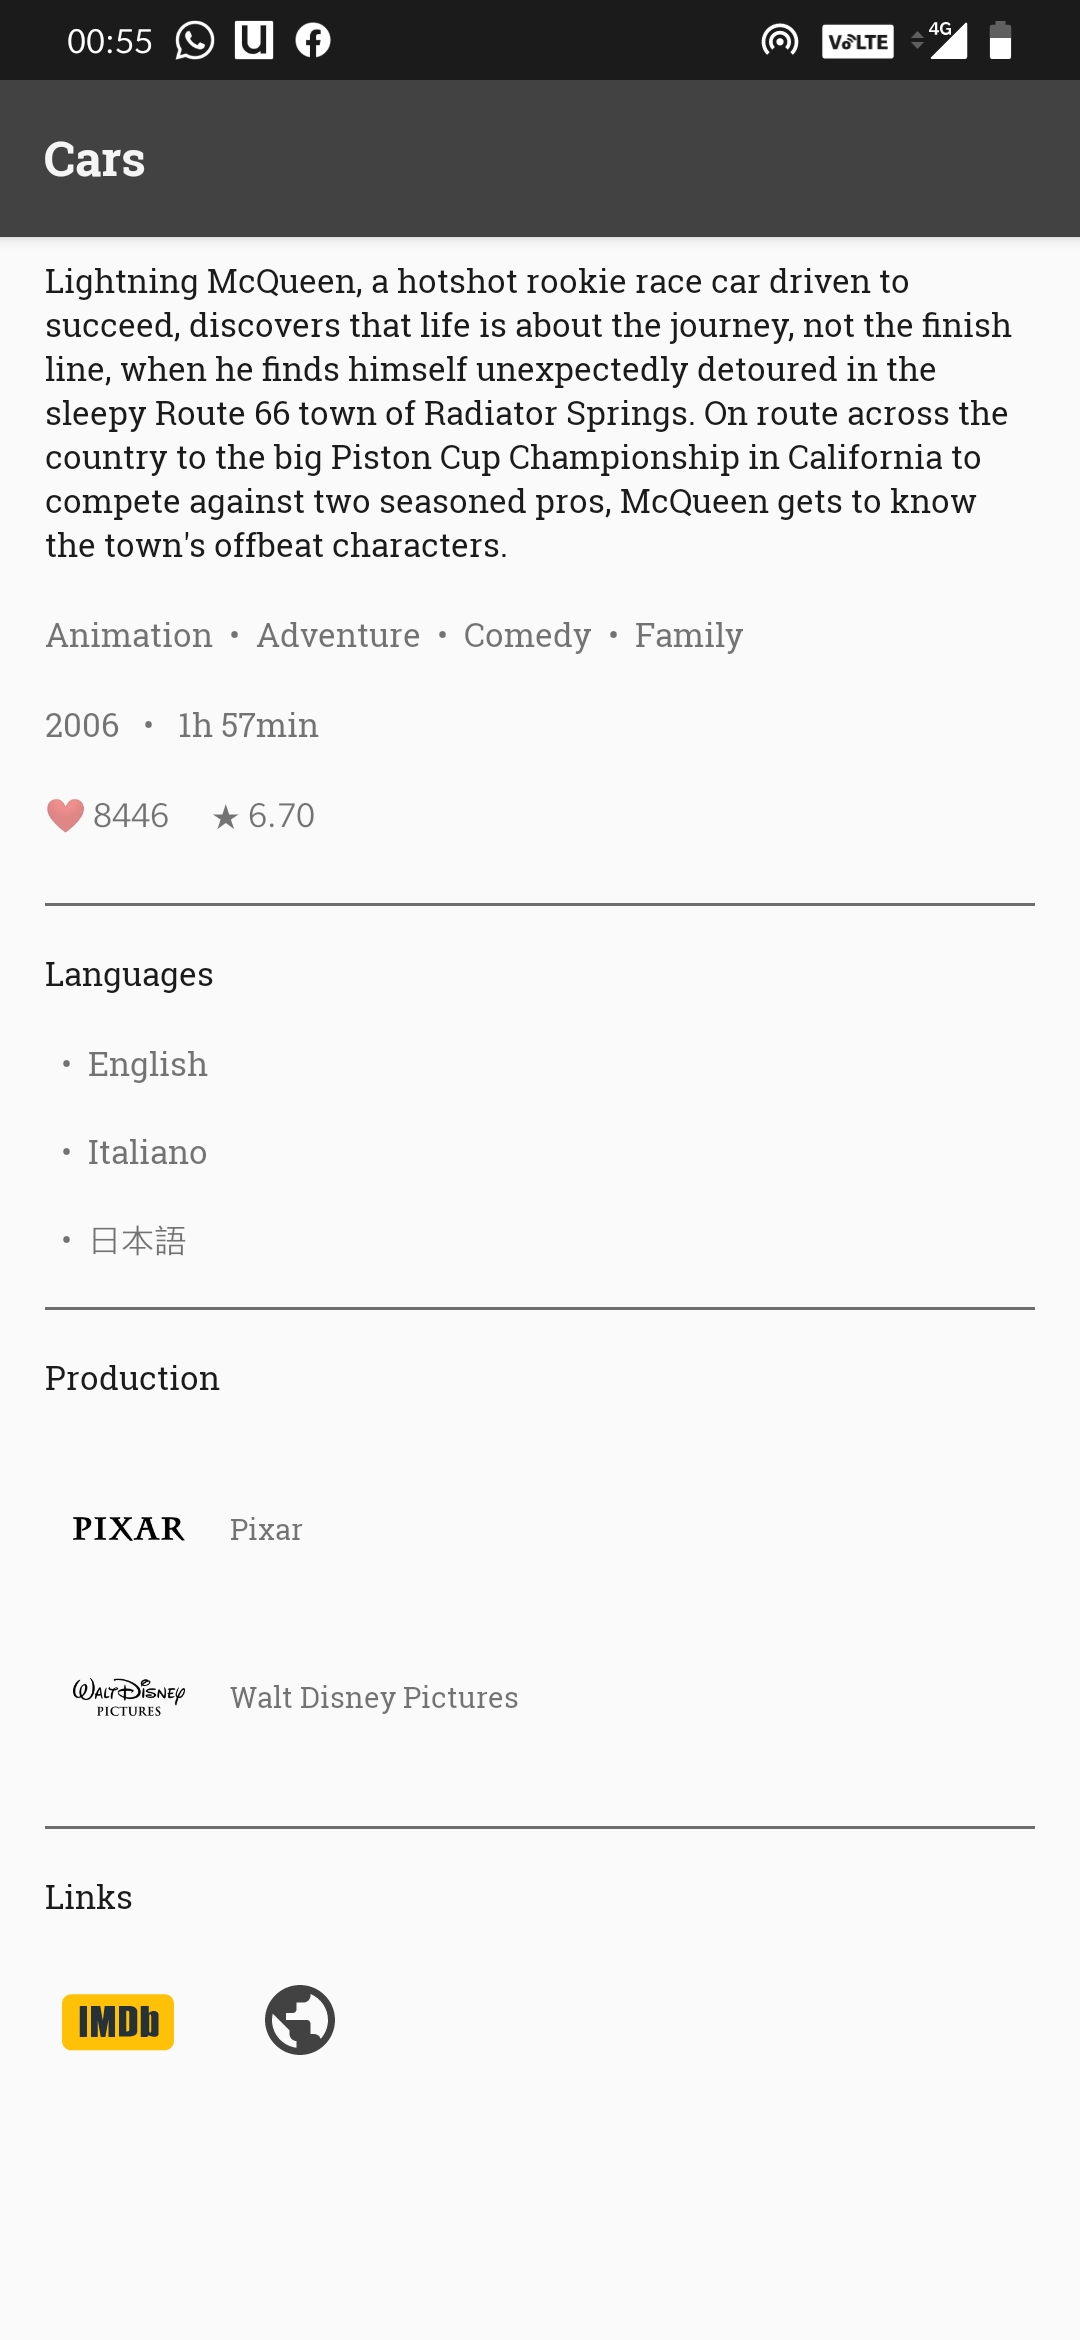 00:55
VoLTE
4G
Cars
Lightning McQueen, a hotshot rookie race car driven to
succeed, discovers that life is about the journey, not the finish
line, when he finds himself unexpectedly detoured in the
sleepy Route 66 town of Radiator Springs. On route across the
country to the big Piston Cup Championship in California to
compete against two seasoned pros, McQueen gets to know
the town's offbeat characters.
Animation • Adventure • Comedy • Family
2006 • 1h 57min
❤ 8446 ★ 6.70
Languages
• English
• Italiano
• 日本語
Production
PIXAR Pixar
WALT DISNEY
PICTURES
Walt Disney Pictures
Links
IMDb